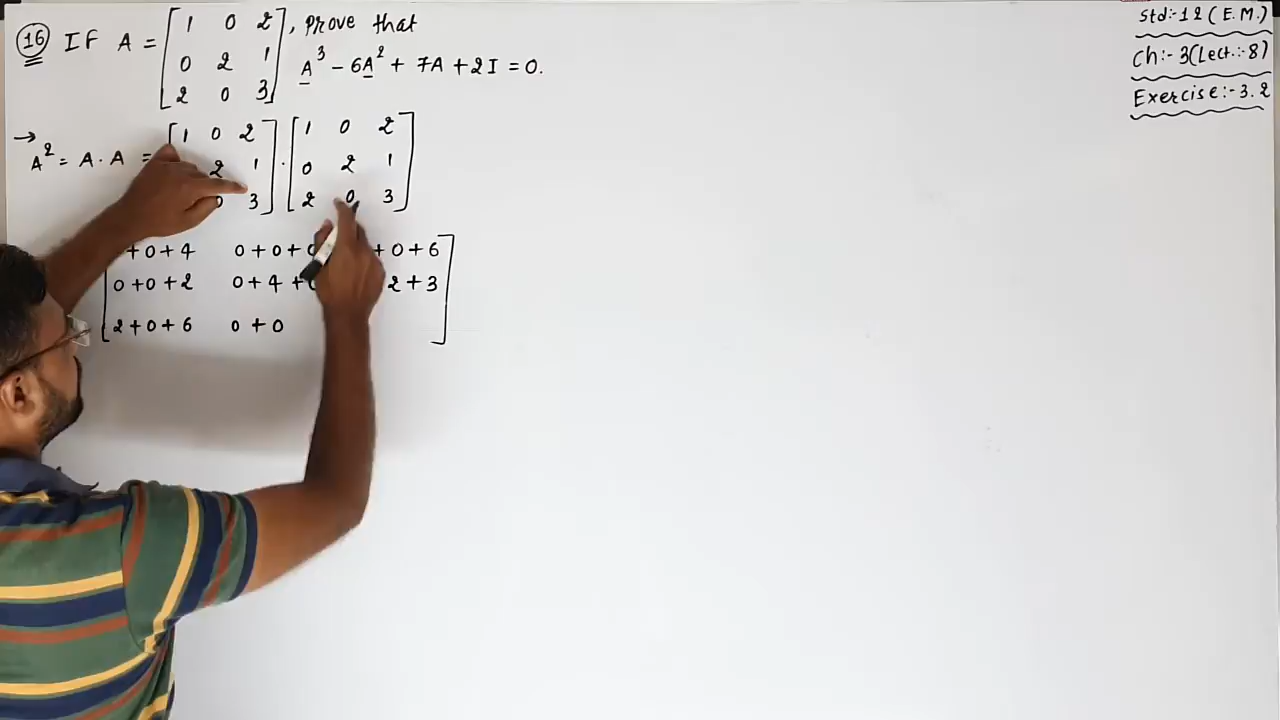 16 IF A = [ 1 0 2 ], prove that
0 2 1 A³ - 6A² + 7A + 2I = 0.
2 0 3
→ A² = A · A = [ 1 0 2 ] · [ 1 0 2 ]
2 1 0 2 1
0 3 2 0 3
+0+4 0+0+0 +0+6
0+0+2 0+4+ 2+3
2+0+6 0+0
Std:-12(E.M.)
Ch:-3(Lect.:-8)
Exercise:-3.2